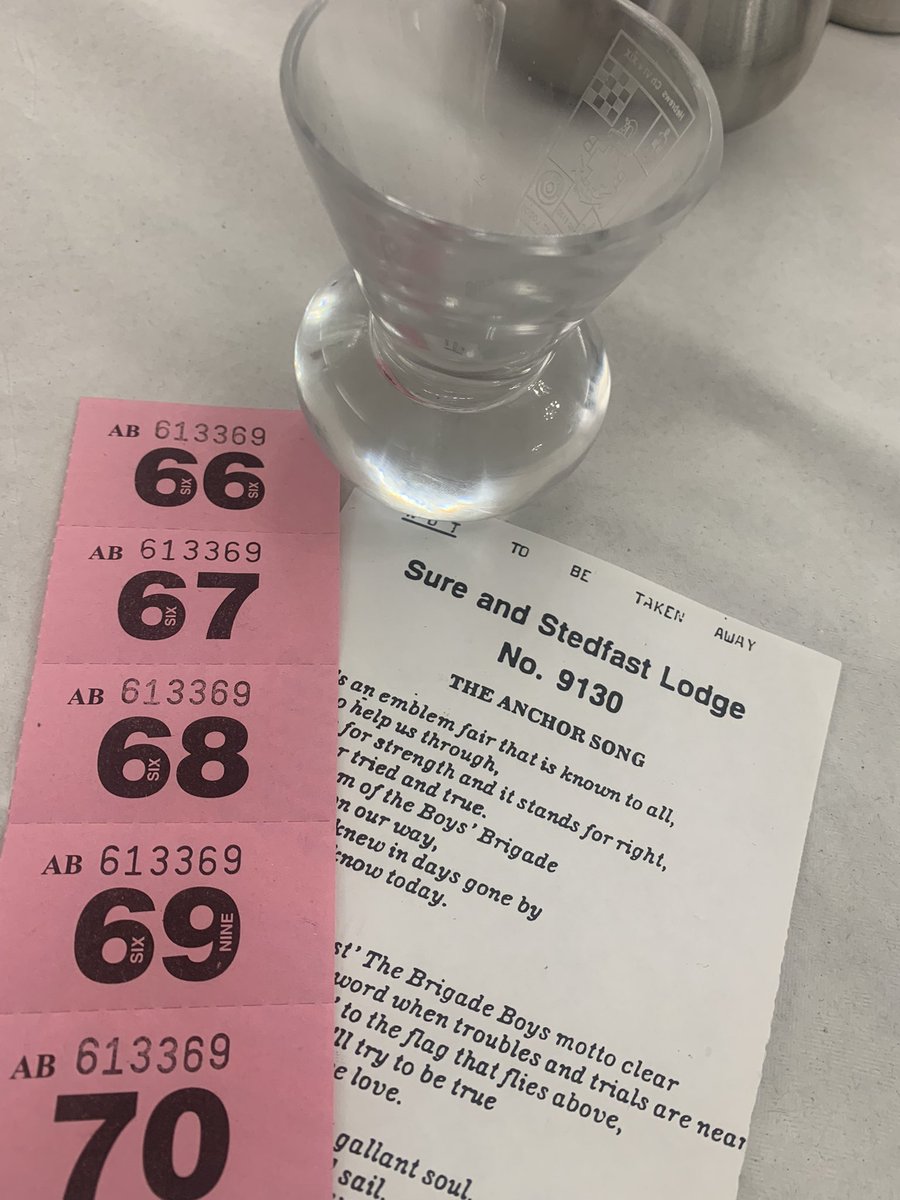 AB 613369
66
SIX SIX
AB 613369
67
SIX
AB 613369
68
SIX
AB 613369
69
SIX NINE
AB 613369
70
TO BE TAKEN AWAY
Sure and Stedfast Lodge
No. 9130
THE ANCHOR SONG
an emblem fair that is known to all,
help us through,
for strength and it stands for right,
tried and true.
of the Boys' Brigade
our way,
knew in days gone by
know today.
The Brigade Boys motto clear
word when troubles and trials are near
to the flag that flies above,
try to be true
love.
gallant soul,
sail.